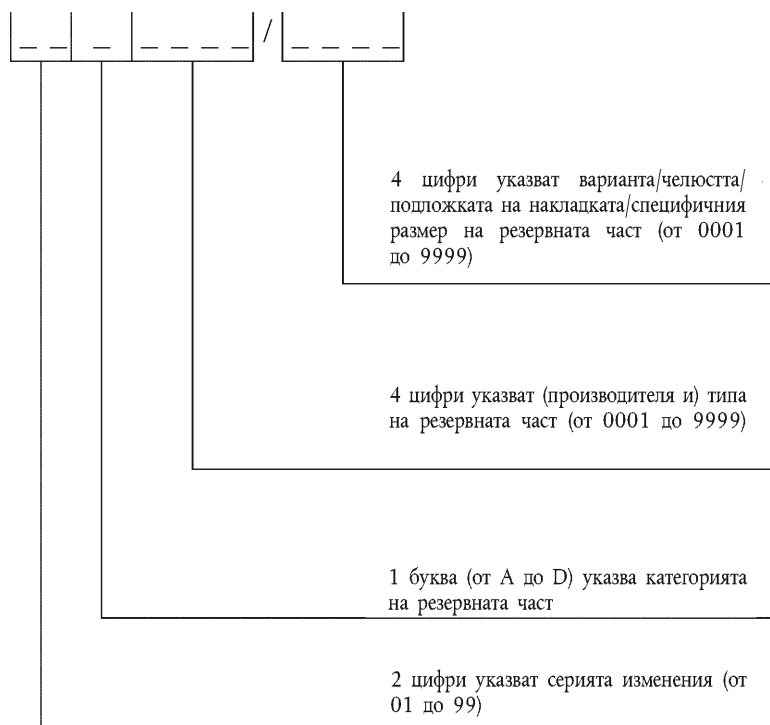 /
4 цифри указват варианта/челюстта/
подложката на накладката/специфичния
размер на резервната част (от 0001
до 9999)
4 цифри указват (производителя и) типа
на резервната част (от 0001 до 9999)
1 буква (от A до D) указва категорията
на резервната част
2 цифри указват серията изменения (от
01 до 99)